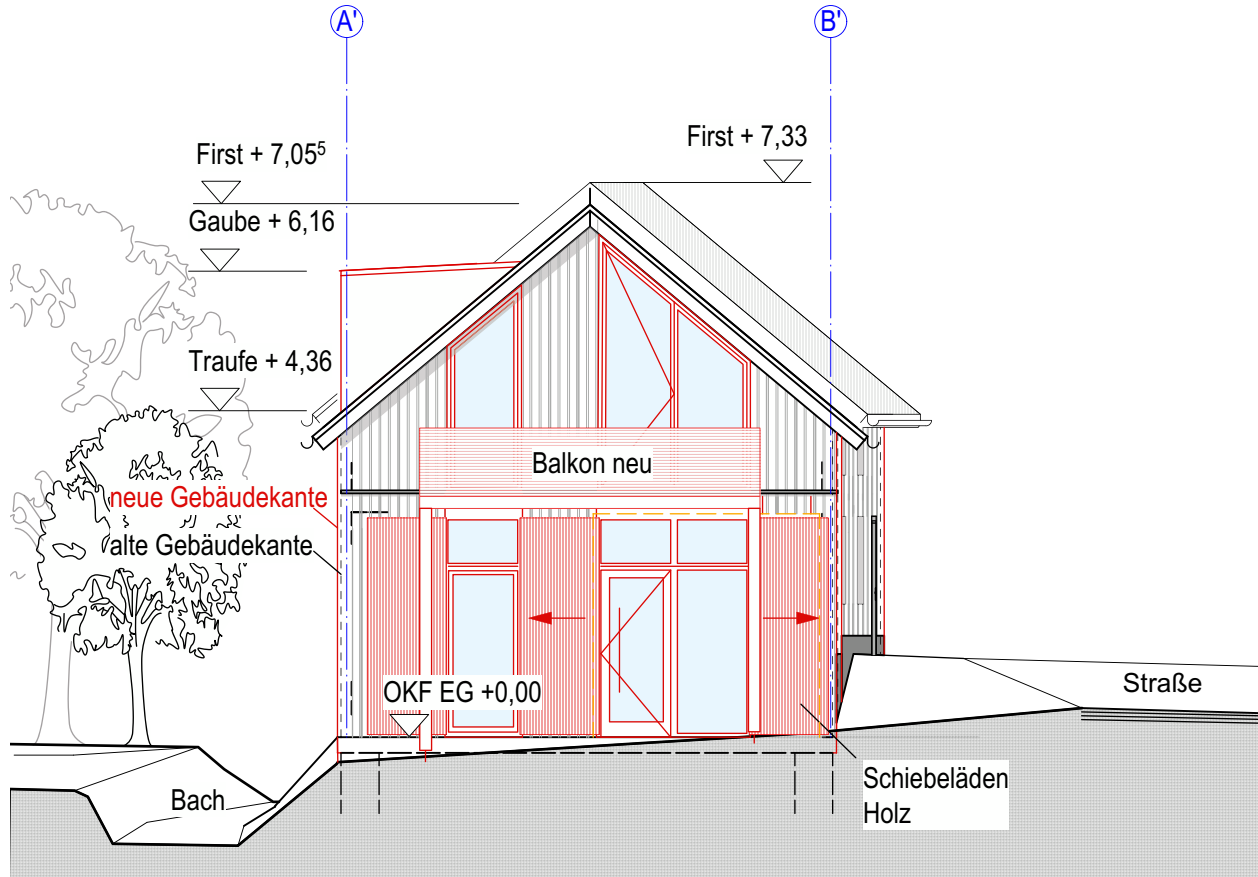 A'
B'
First + 7,33
First + 7,05⁵
Gaube + 6,16
Traufe + 4,36
Balkon neu
neue Gebäudekante
alte Gebäudekante
OKF EG +0,00
Straße
Schiebeläden
Holz
Bach